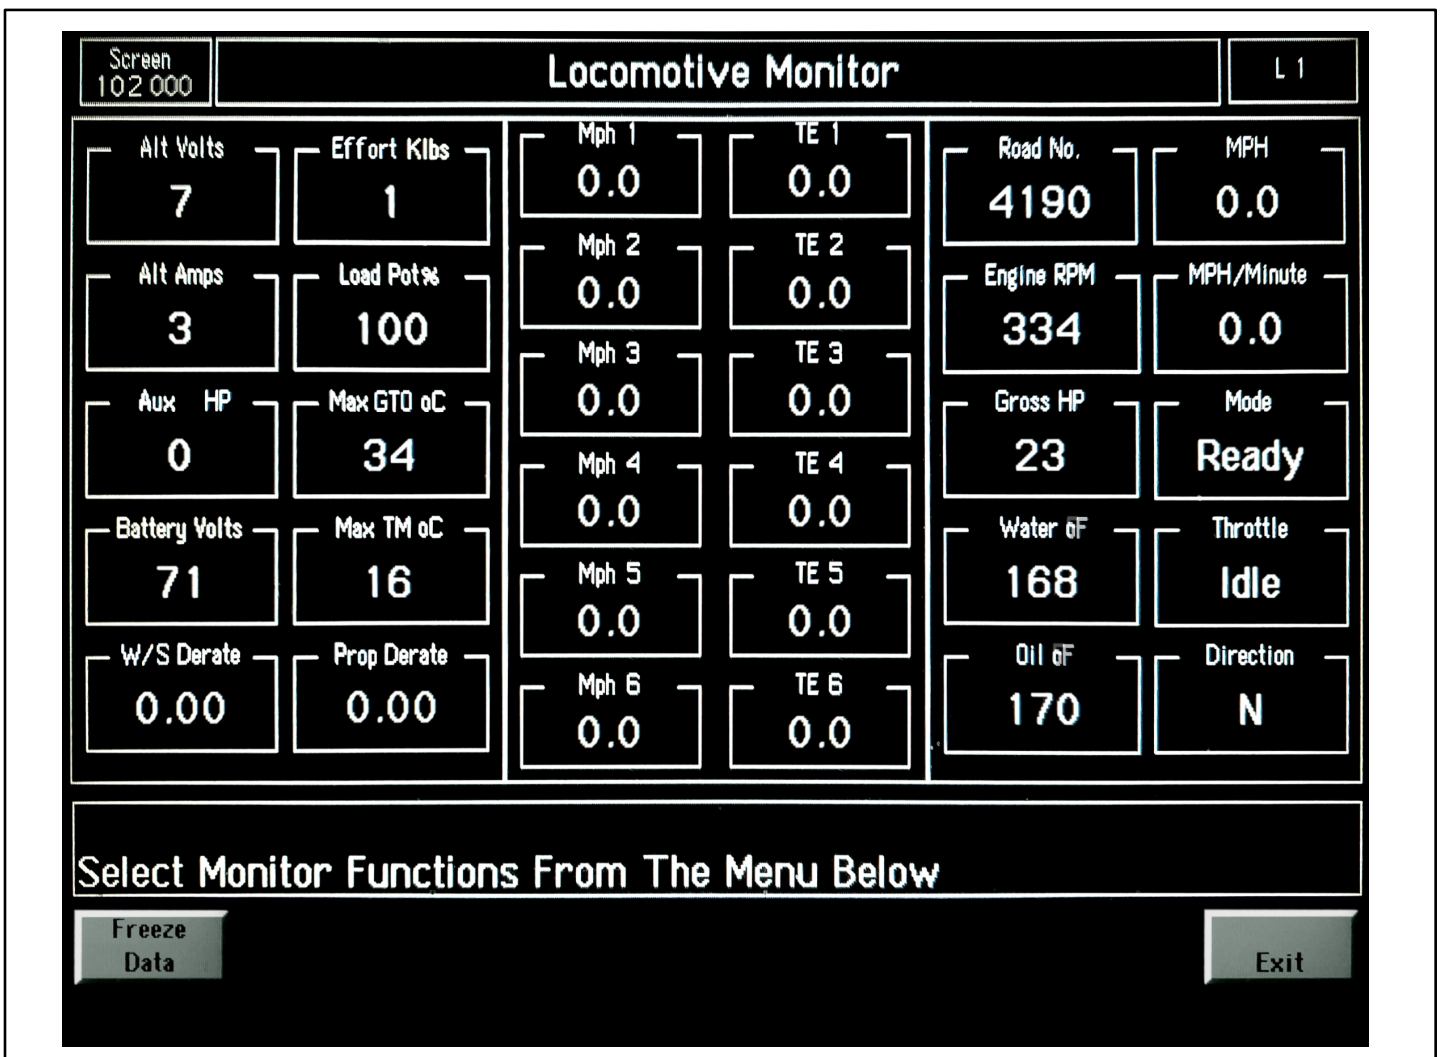 Screen
102 000
Locomotive Monitor
L 1
Alt Volts
7
Effort Klbs
1
Alt Amps
3
Load Pot%
100
Aux HP
0
Max GTO oC
34
Battery Volts
71
Max TM oC
16
W/S Derate
0.00
Prop Derate
0.00
Mph 1
0.0
TE 1
0.0
Mph 2
0.0
TE 2
0.0
Mph 3
0.0
TE 3
0.0
Mph 4
0.0
TE 4
0.0
Mph 5
0.0
TE 5
0.0
Mph 6
0.0
TE 6
0.0
Road No.
4190
MPH
0.0
Engine RPM
334
MPH/Minute
0.0
Gross HP
23
Mode
Ready
Water oF
168
Throttle
Idle
Oil oF
170
Direction
N
Select Monitor Functions From The Menu Below
Freeze
Data
Exit